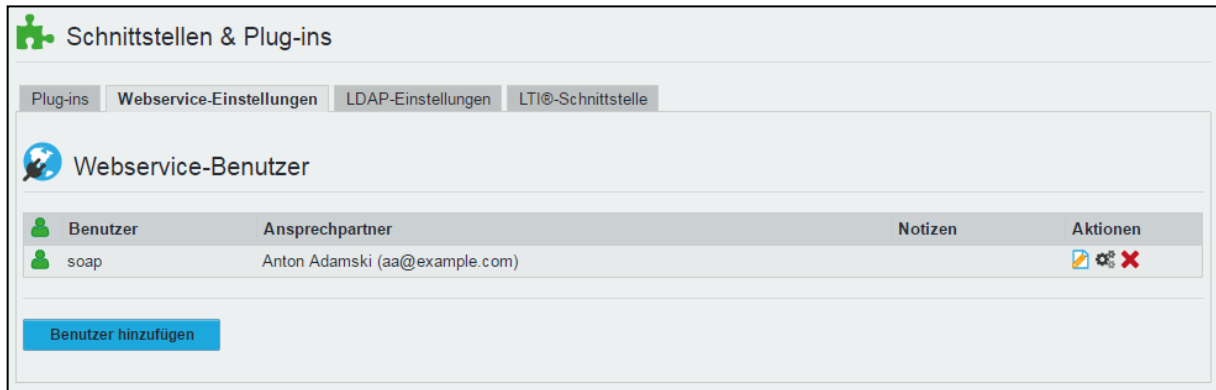 Schnittstellen & Plug-ins
Plug-ins Webservice-Einstellungen LDAP-Einstellungen LTI®-Schnittstelle
Webservice-Benutzer
Benutzer Ansprechpartner Notizen Aktionen
soap Anton Adamski (aa@example.com)
Benutzer hinzufügen